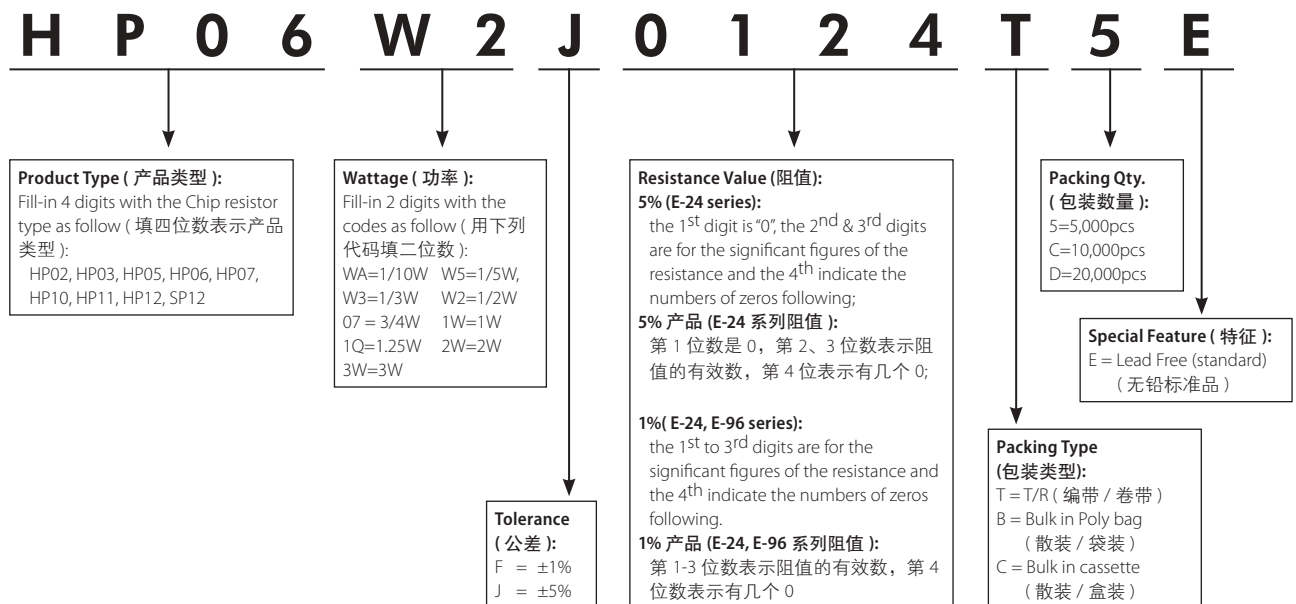 H P 0 6 W 2 J 0 1 2 4 T 5 E
Product Type ( 产品类型 ):
Fill-in 4 digits with the Chip resistor
type as follow ( 填四位数表示产品
类型 ):
HP02, HP03, HP05, HP06, HP07,
HP10, HP11, HP12, SP12
Wattage ( 功率 ):
Fill-in 2 digits with the
codes as follow ( 用下列
代码填二位数 ):
WA=1/10W W5=1/5W,
W3=1/3W W2=1/2W
07 = 3/4W 1W=1W
1Q=1.25W 2W=2W
3W=3W
Tolerance
( 公差 ):
F = ±1%
J = ±5%
Resistance Value (阻值):
5% (E-24 series):
the 1st digit is “0”, the 2nd & 3rd digits
are for the significant figures of the
resistance and the 4th indicate the
numbers of zeros following;
5% 产品 (E-24 系列阻值 ):
第 1 位数是 0，第 2、3 位数表示阻
值的有效数，第 4 位表示有几个 0;
1%( E-24, E-96 series):
the 1st to 3rd digits are for the
significant figures of the resistance and
the 4th indicate the numbers of zeros
following.
1% 产品 (E-24, E-96 系列阻值 ):
第 1-3 位数表示阻值的有效数，第 4
位数表示有几个 0
Packing Type
(包装类型):
T = T/R ( 编带 / 卷带 )
B = Bulk in Poly bag
( 散装 / 袋装 )
C = Bulk in cassette
( 散装 / 盒装 )
Packing Qty.
( 包装数量 ):
5=5,000pcs
C=10,000pcs
D=20,000pcs
Special Feature ( 特征 ):
E = Lead Free (standard)
( 无铅标准品 )